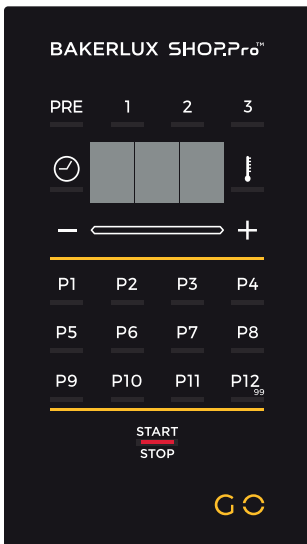 BAKERLUX SHOP.Pro™
PRE 1 2 3
P1 P2 P3 P4
P5 P6 P7 P8
P9 P10 P11 P12
99
START
STOP
GO